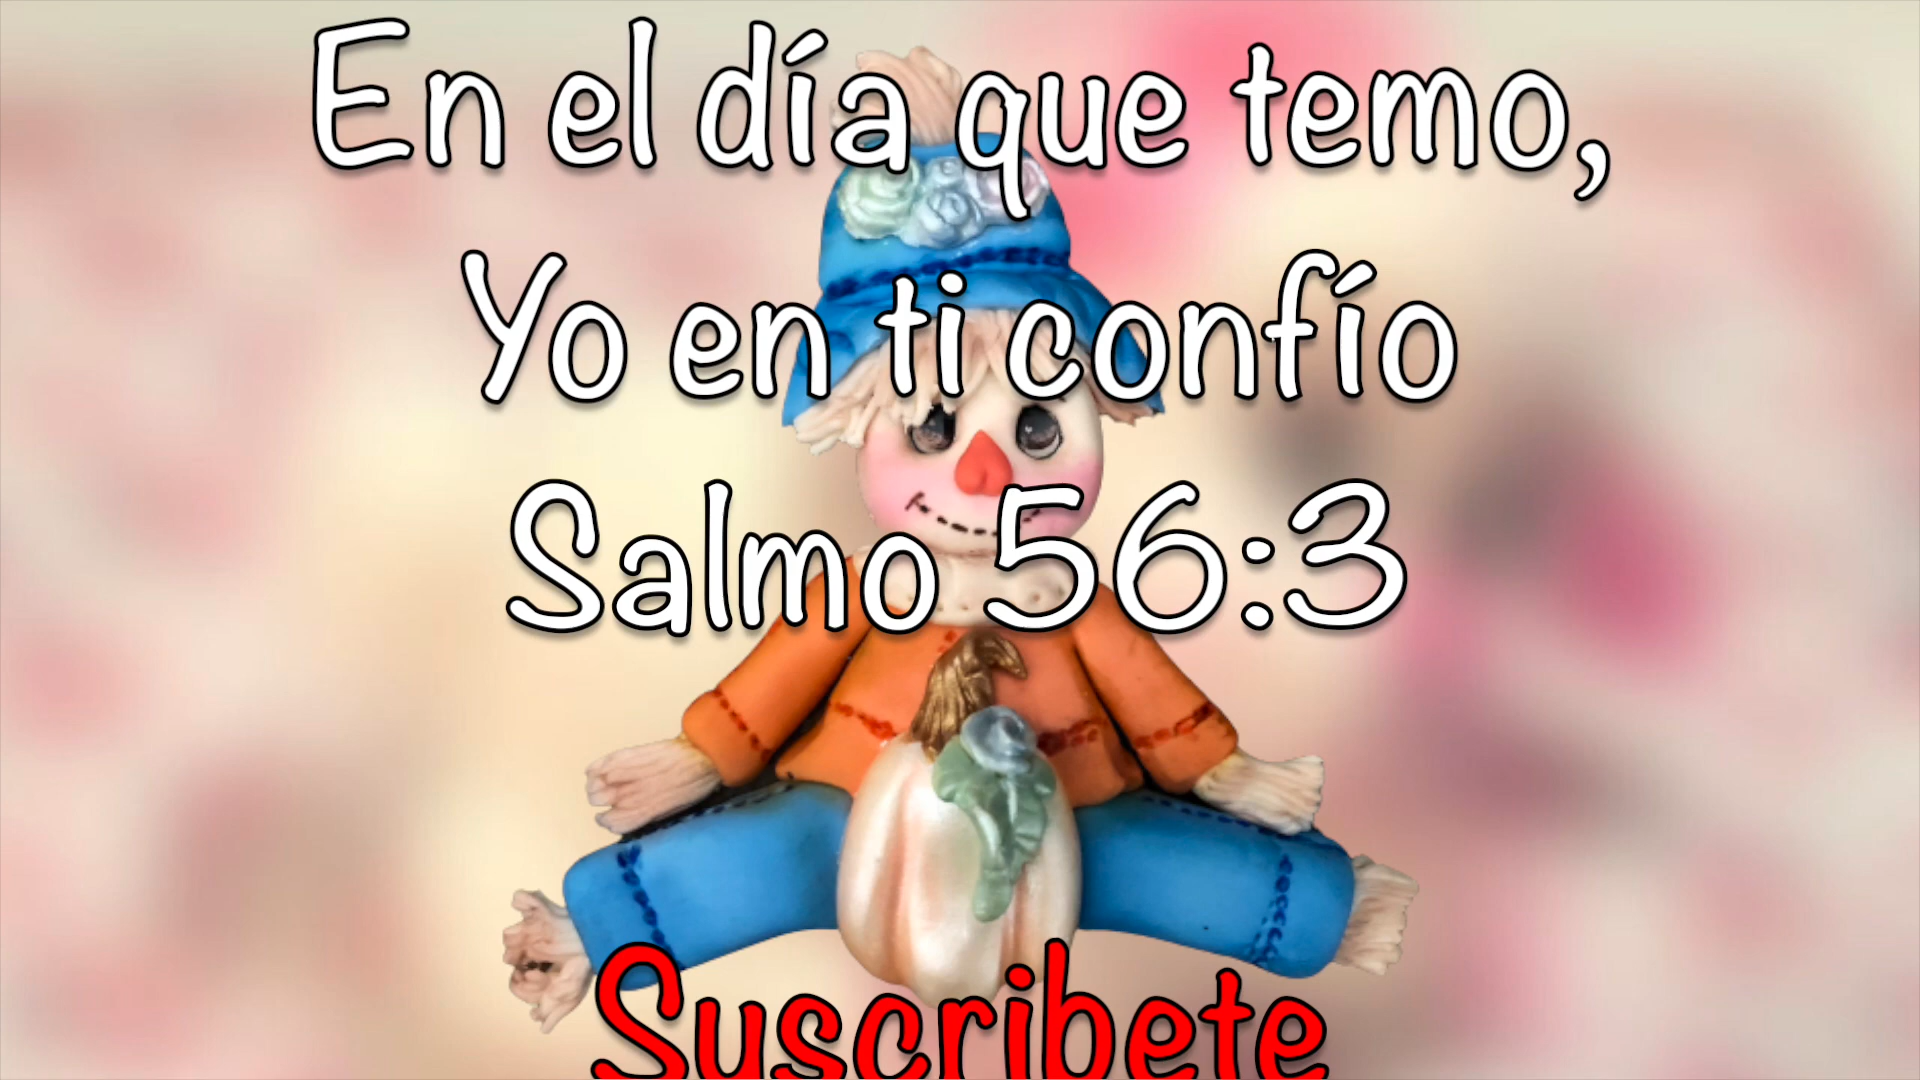 En el día que temo,
Yo en ti confío
Salmo 56:3
Suscribete